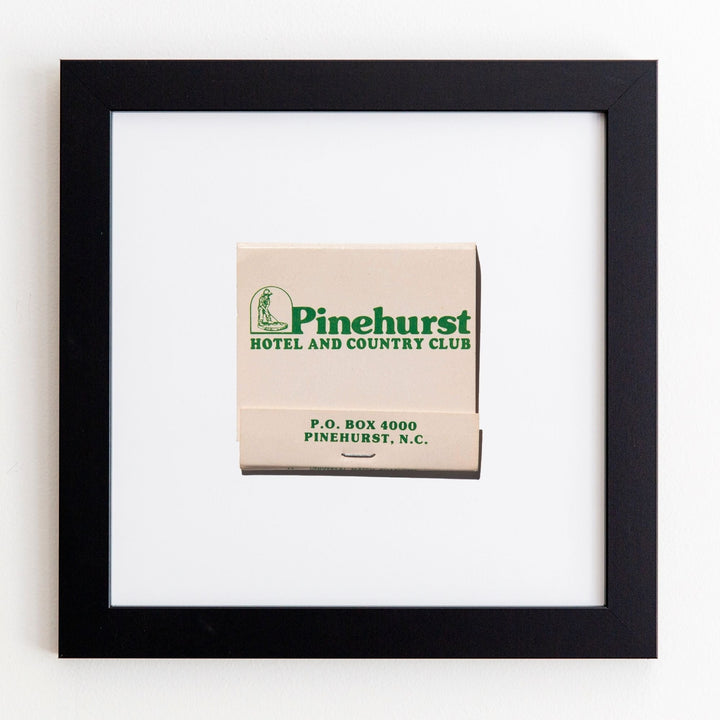 Pinehurst
HOTEL AND COUNTRY CLUB
P.O. BOX 4000
PINEHURST, N.C.